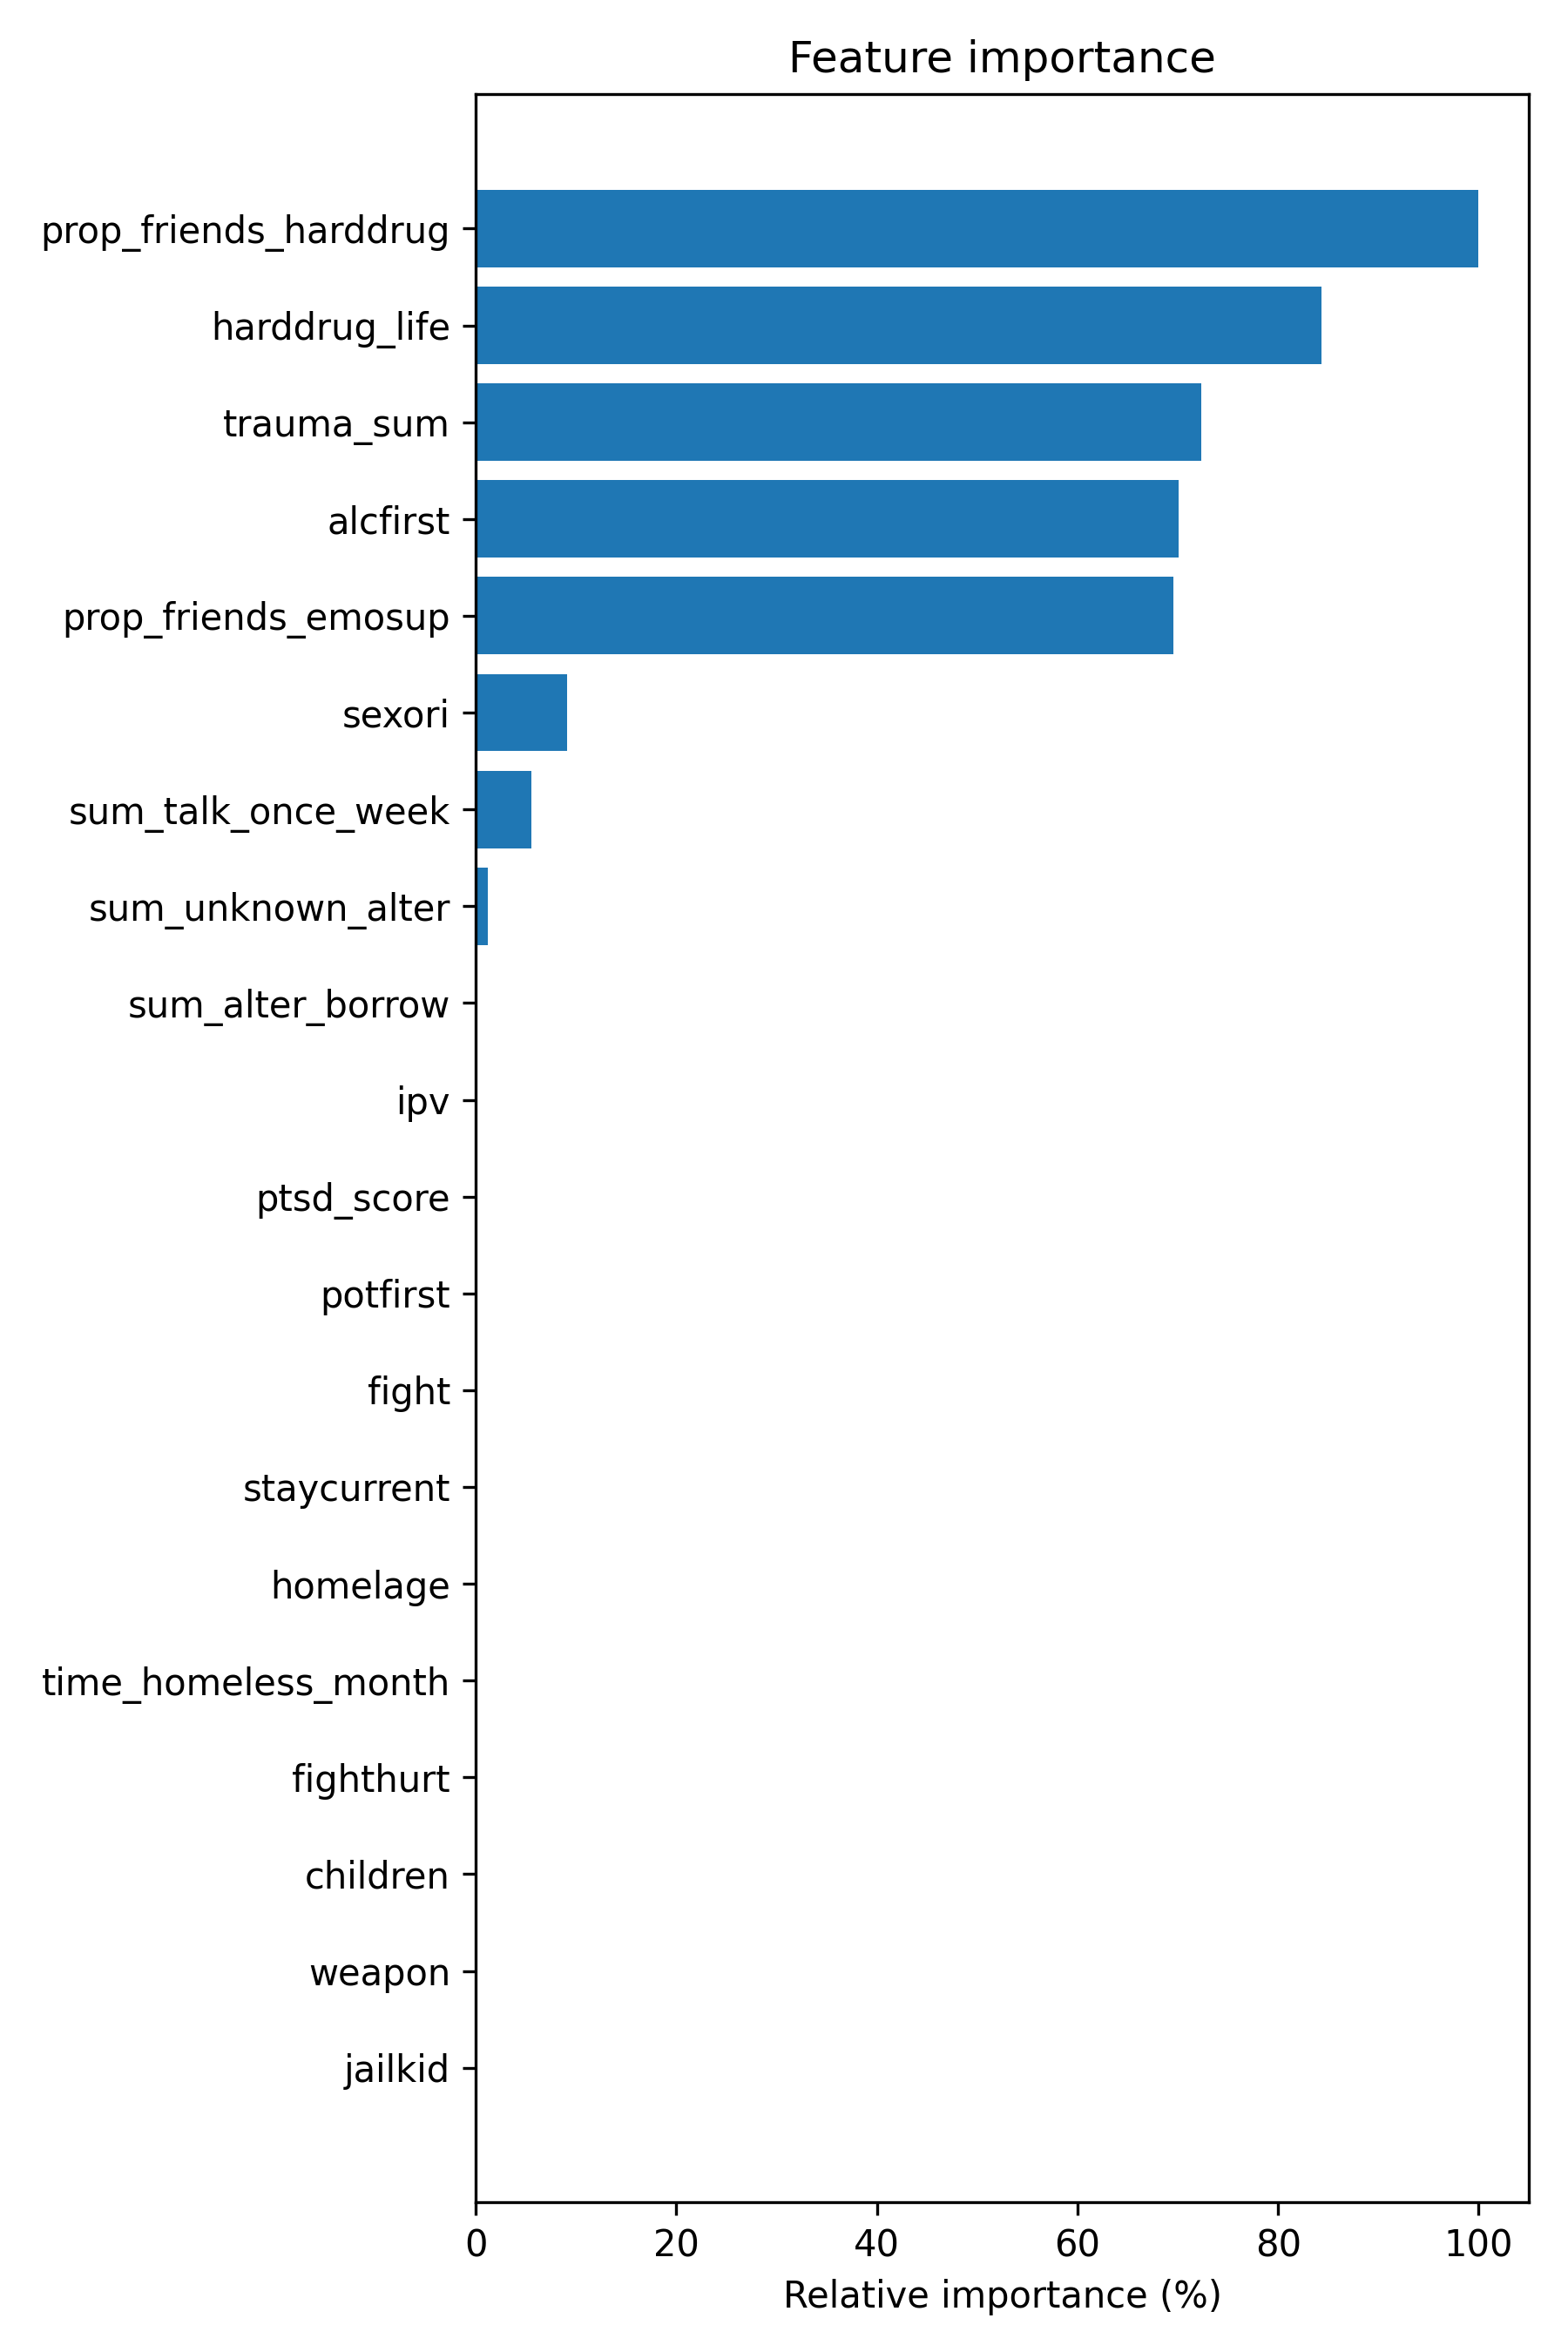 Feature importance
prop_friends_harddrug
harddrug_life
trauma_sum
alcfirst
prop_friends_emosup
sexori
sum_talk_once_week
sum_unknown_alter
sum_alter_borrow
ipv
ptsd_score
potfirst
fight
staycurrent
homelage
time_homeless_month
fighthurt
children
weapon
jailkid
0 20 40 60 80 100
Relative importance (%)